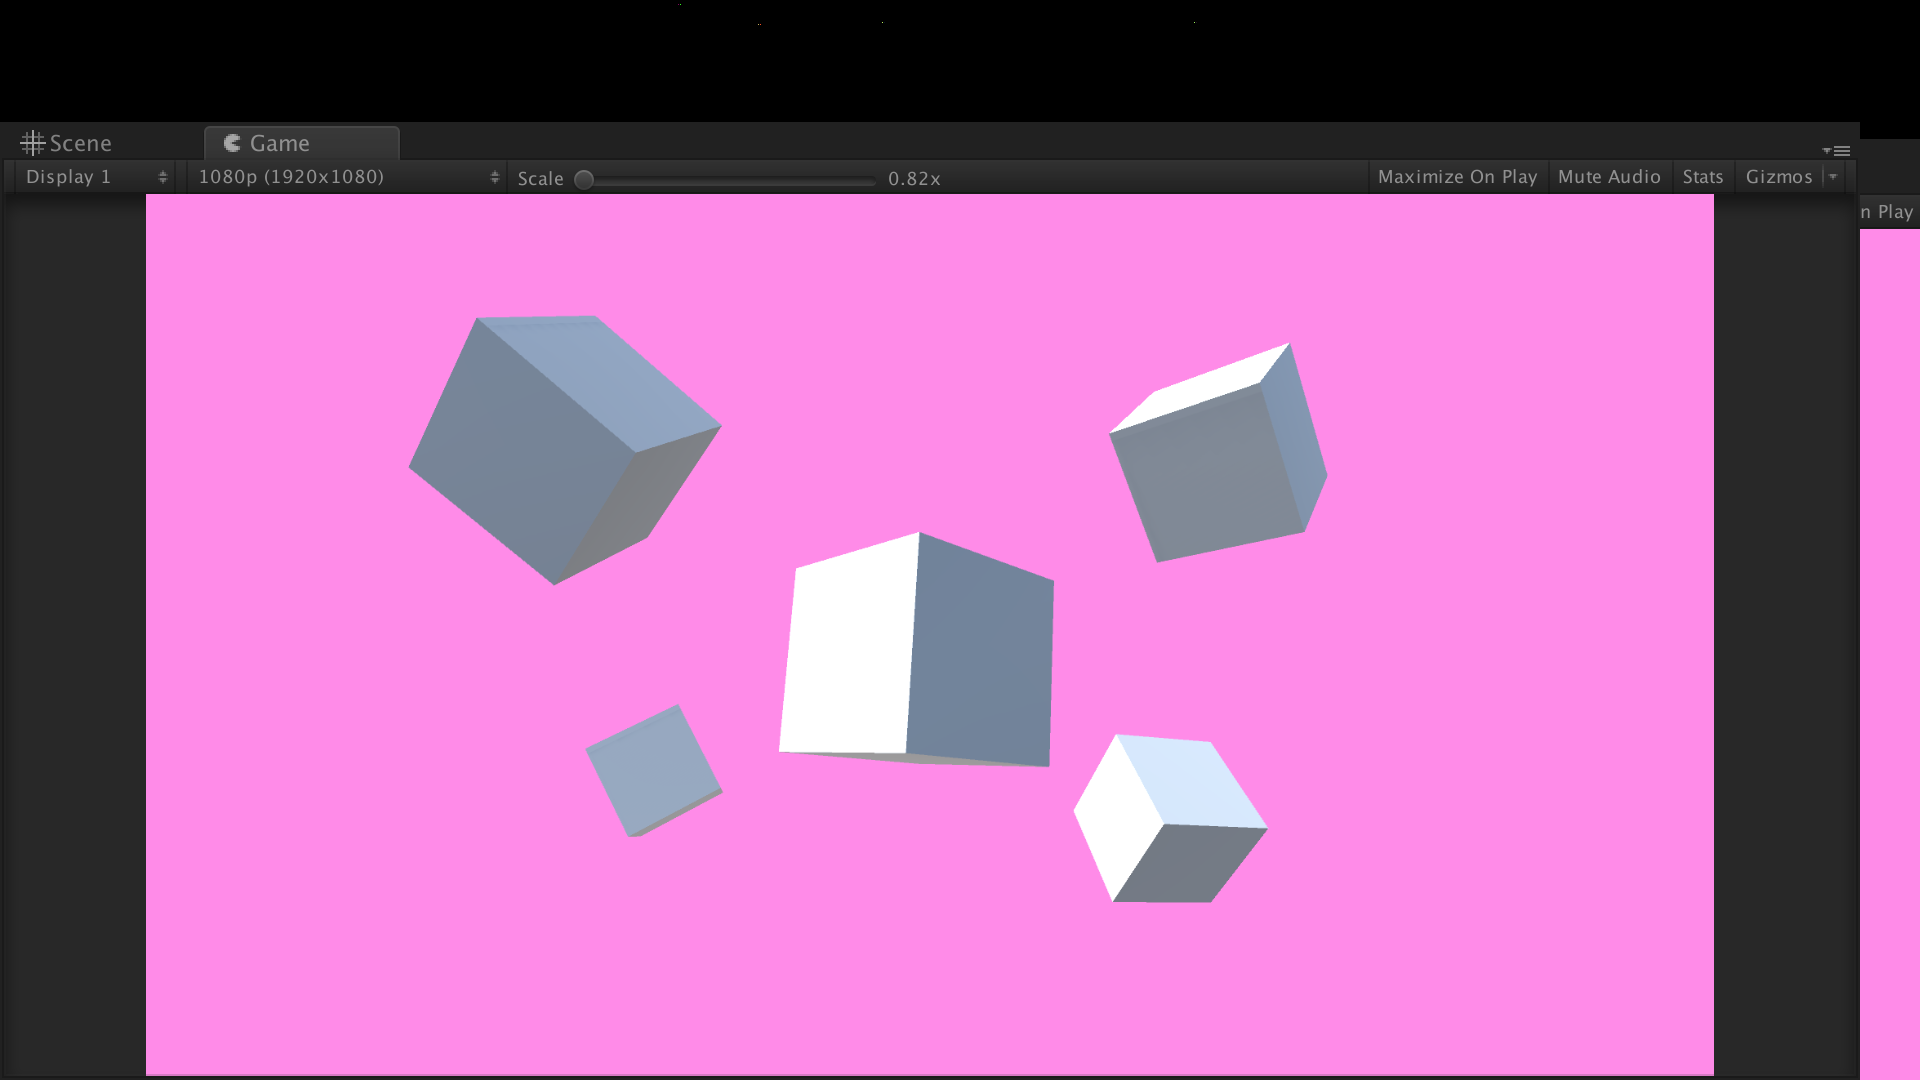 Scene Game
Display 1 1080p (1920x1080) Scale 0.82x Maximize On Play Mute Audio Stats Gizmos
n Play